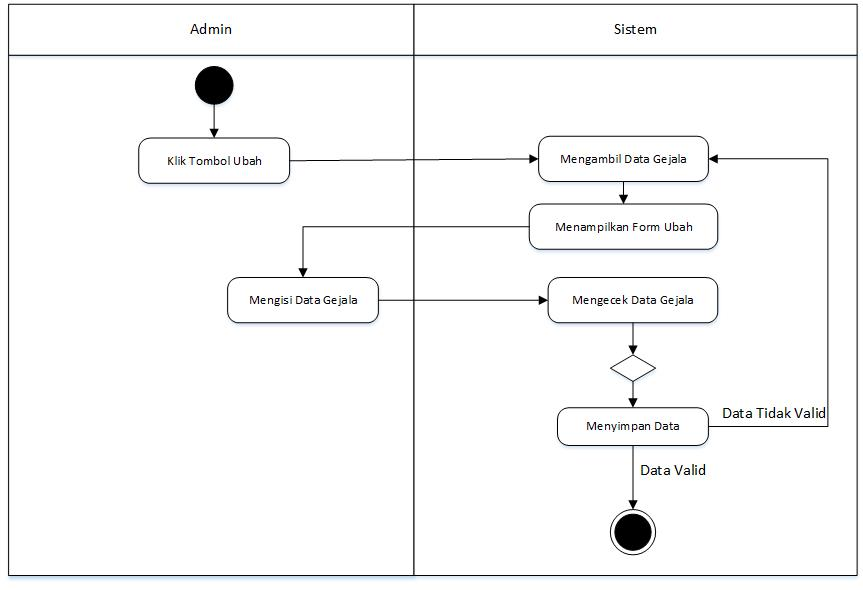 Admin
Sistem
Klik Tombol Ubah
Mengambil Data Gejala
Menampilkan Form Ubah
Mengisi Data Gejala
Mengecek Data Gejala
Data Tidak Valid
Menyimpan Data
Data Valid